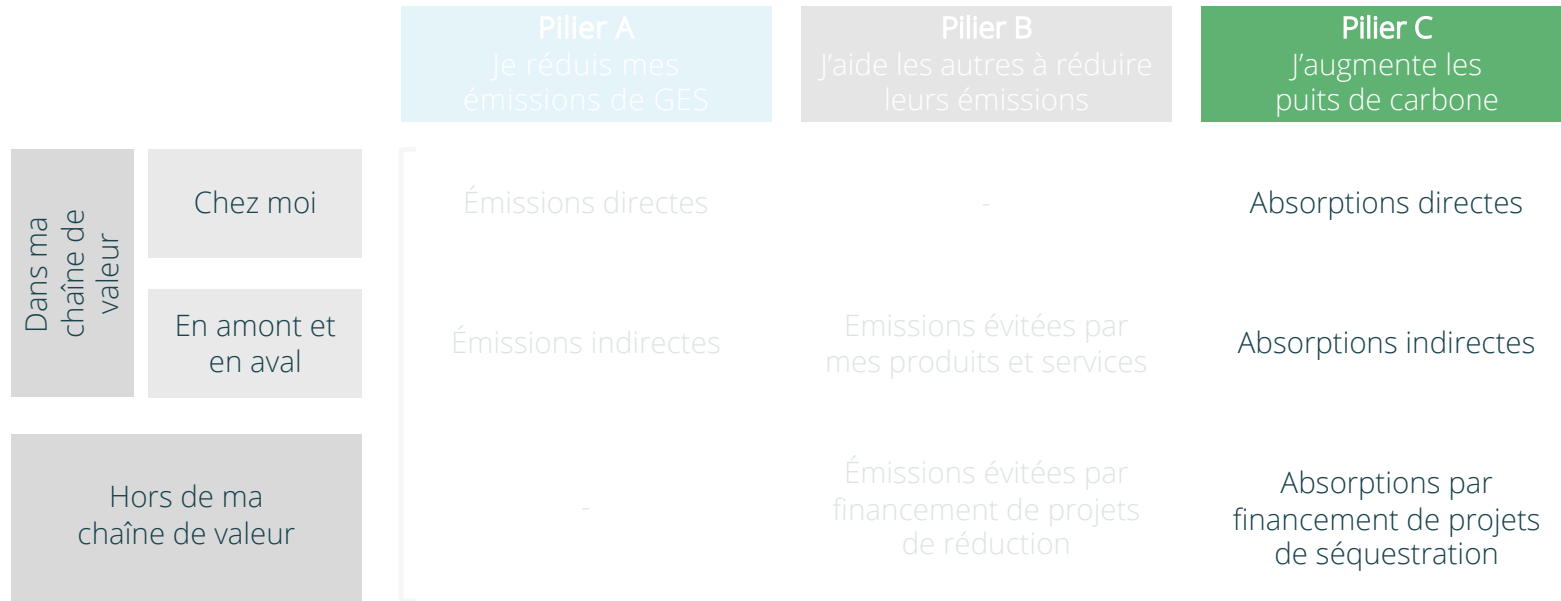 Pilier A
Je réduis mes
émissions de GES
Pilier B
J'aide les autres à réduire
leurs émissions
Pilier C
J'augmente les
puits de carbone
Dans ma
chaîne de
valeur
Chez moi
Émissions directes
-
Absorptions directes
En amont et
en aval
Émissions indirectes
Emissions évitées par
mes produits et services
Absorptions indirectes
Hors de ma
chaîne de valeur
-
Émissions évitées par
financement de projets
de réduction
Absorptions par
financement de projets
de séquestration